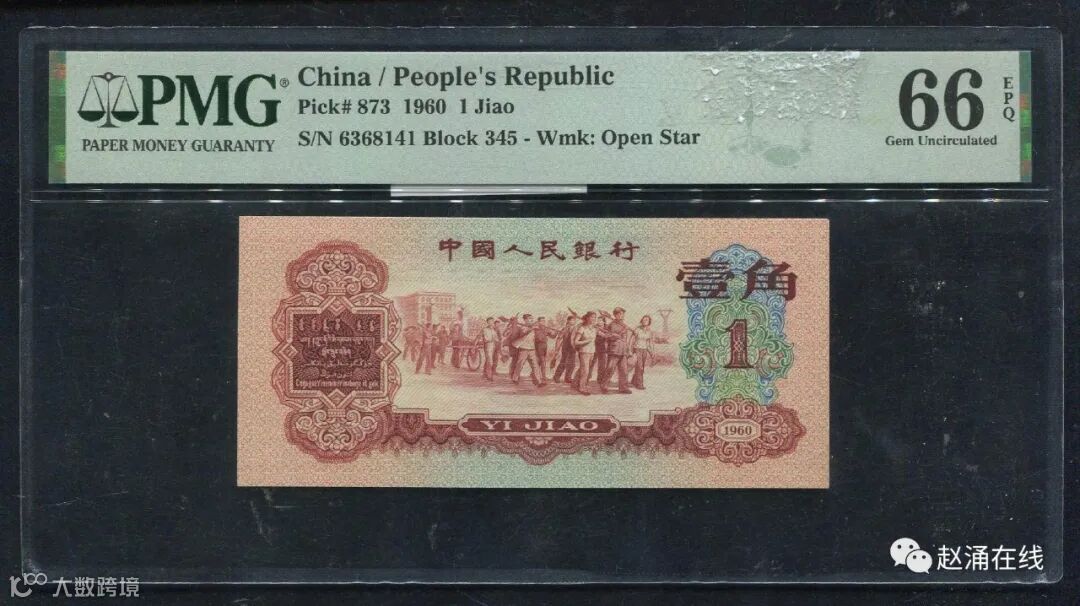 PMG®
PAPER MONEY GUARANTY
China / People's Republic
Pick# 873 1960 1 Jiao
S/N 6368141 Block 345 - Wmk: Open Star
66
EPQ
Gem Uncirculated
中國人民銀行
壹角
1
YI JIAO
1960
赵涌在线
大数跨境